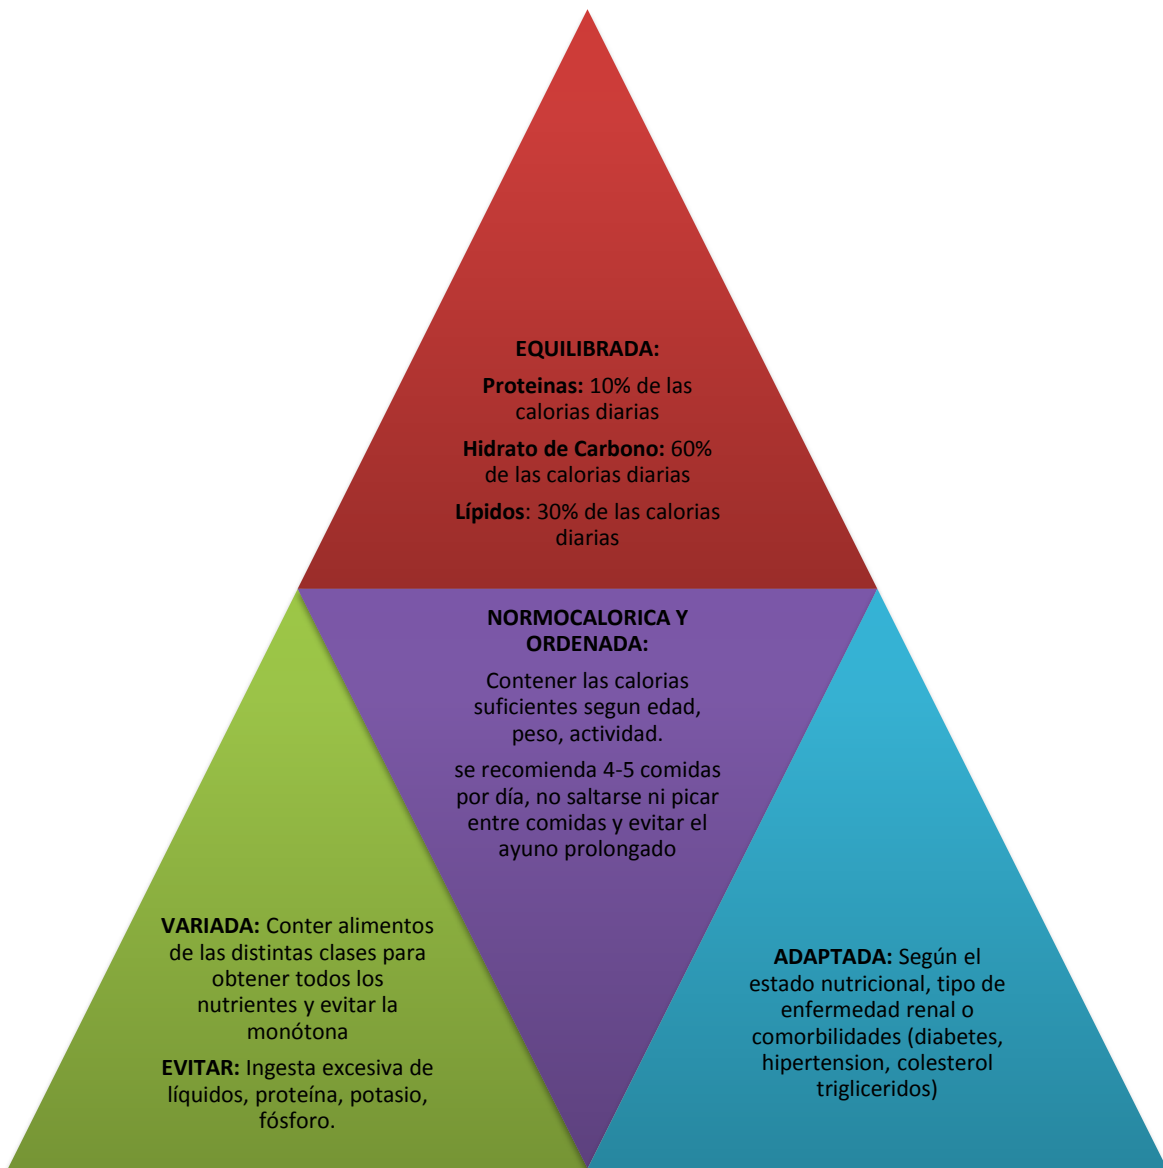 EQUILIBRADA:
Proteinas: 10% de las
calorias diarias
Hidrato de Carbono: 60%
de las calorias diarias
Lípidos: 30% de las calorias
diarias
NORMOCALORICA Y
ORDENADA:
Contener las calorias
suficientes segun edad,
peso, actividad.
se recomienda 4-5 comidas
por día, no saltarse ni picar
entre comidas y evitar el
ayuno prolongado
VARIADA: Conter alimentos
de las distintas clases para
obtener todos los
nutrientes y evitar la
monótona
EVITAR: Ingesta excesiva de
líquidos, proteína, potasio,
fósforo.
ADAPTADA: Según el
estado nutricional, tipo de
enfermedad renal o
comorbilidades (diabetes,
hipertension, colesterol
trigliceridos)